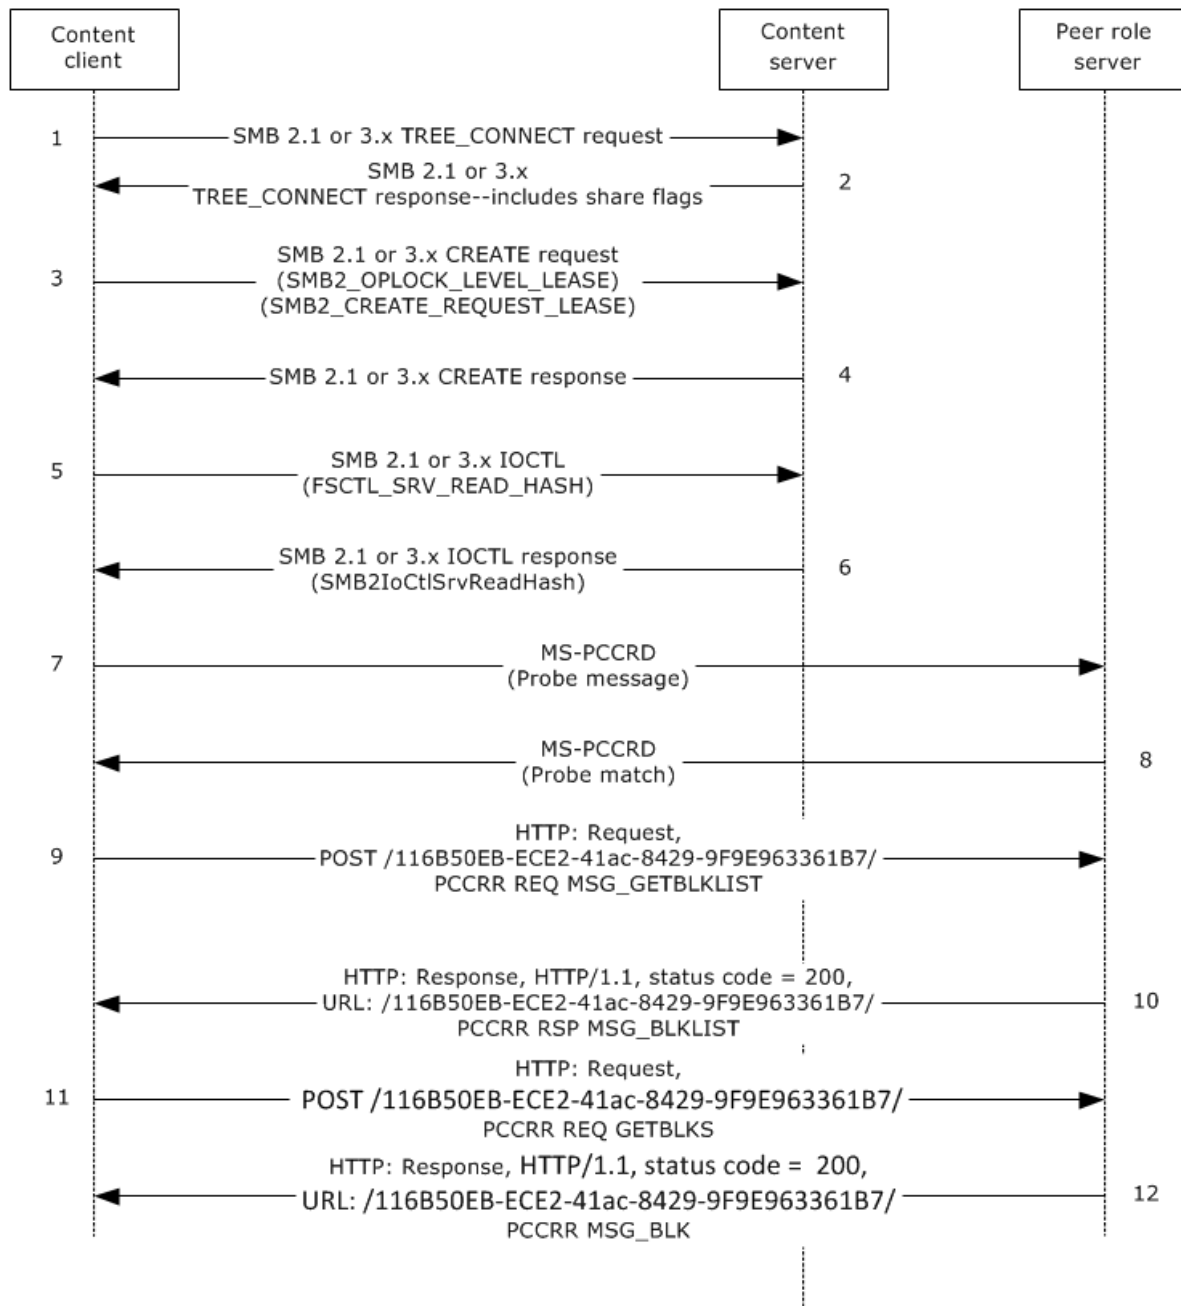 Content
client
Content
server
Peer role
server
1
SMB 2.1 or 3.x TREE_CONNECT request
SMB 2.1 or 3.x
TREE_CONNECT response--includes share flags
2
3
SMB 2.1 or 3.x CREATE request
(SMB2_OPLOCK_LEVEL_LEASE)
(SMB2_CREATE_REQUEST_LEASE)
SMB 2.1 or 3.x CREATE response
4
5
SMB 2.1 or 3.x IOCTL
(FSCTL_SRV_READ_HASH)
SMB 2.1 or 3.x IOCTL response
(SMB2IoCtlSrvReadHash)
6
7
MS-PCCRD
(Probe message)
MS-PCCRD
(Probe match)
8
9
HTTP: Request,
POST /116B50EB-ECE2-41ac-8429-9F9E963361B7/
PCCRR REQ MSG_GETBLKLIST
HTTP: Response, HTTP/1.1, status code = 200,
URL: /116B50EB-ECE2-41ac-8429-9F9E963361B7/
PCCRR RSP MSG_BLKLIST
10
11
HTTP: Request,
POST /116B50EB-ECE2-41ac-8429-9F9E963361B7/
PCCRR REQ GETBLKS
HTTP: Response, HTTP/1.1, status code = 200,
URL: /116B50EB-ECE2-41ac-8429-9F9E963361B7/
PCCRR MSG_BLK
12